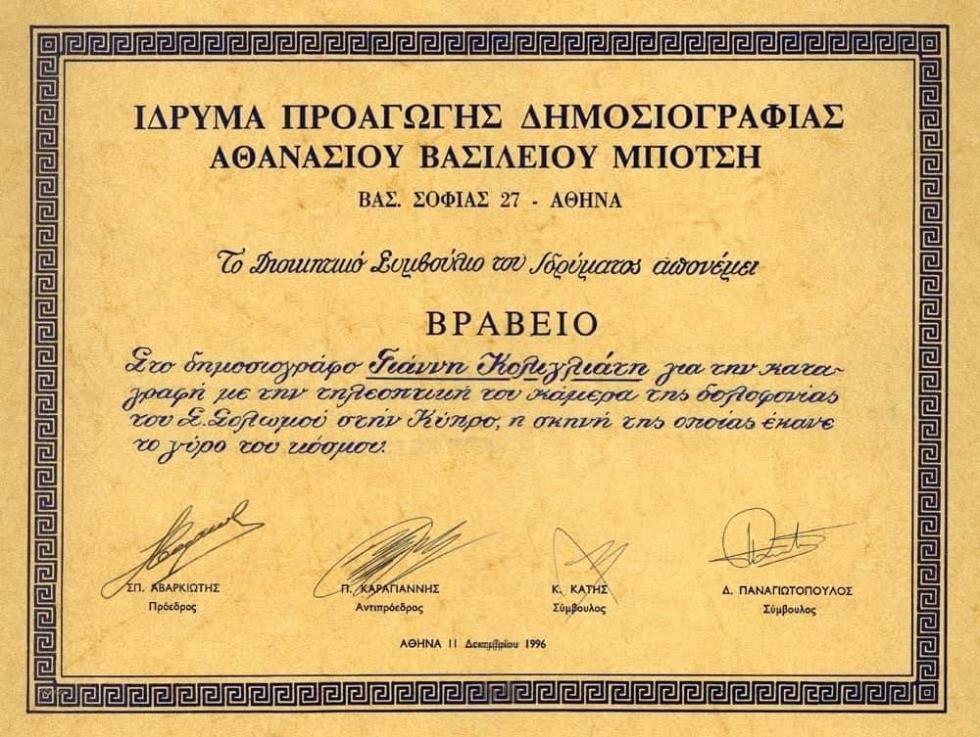 ΙΔΡΥΜΑ ΠΡΟΑΓΩΓΗΣ ΔΗΜΟΣΙΟΓΡΑΦΙΑΣ
ΑΘΑΝΑΣΙΟΥ ΒΑΣΙΛΕΙΟΥ ΜΠΟΤΣΗ
ΒΑΣ. ΣΟΦΙΑΣ 27 - ΑΘΗΝΑ
Το Διοικητικό Συμβούλιο του Ιδρύματος απονέμει
ΒΡΑΒΕΙΟ
Στο δημοσιογράφο Γιάννη Κολιχλιάτη για την κατα-
γραφή με την τηλεοπτική του κάμερα της δολοφονίας
του Σ. Σολωμού στήν Κύπρο, η σκηνή της οποίας έκανε
το γύρο του κόσμου.
ΣΠ. ΑΒΑΡΚΙΩΤΗΣ Π. ΚΑΡΑΓΙΑΝΝΗΣ Κ. ΚΑΤΗΣ Δ. ΠΑΝΑΓΙΩΤΟΠΟΥΛΟΣ
Πρόεδρος Αντιπρόεδρος Σύμβουλος Σύμβουλος
ΑΘΗΝΑ 11 Δεκεμβρίου 1996